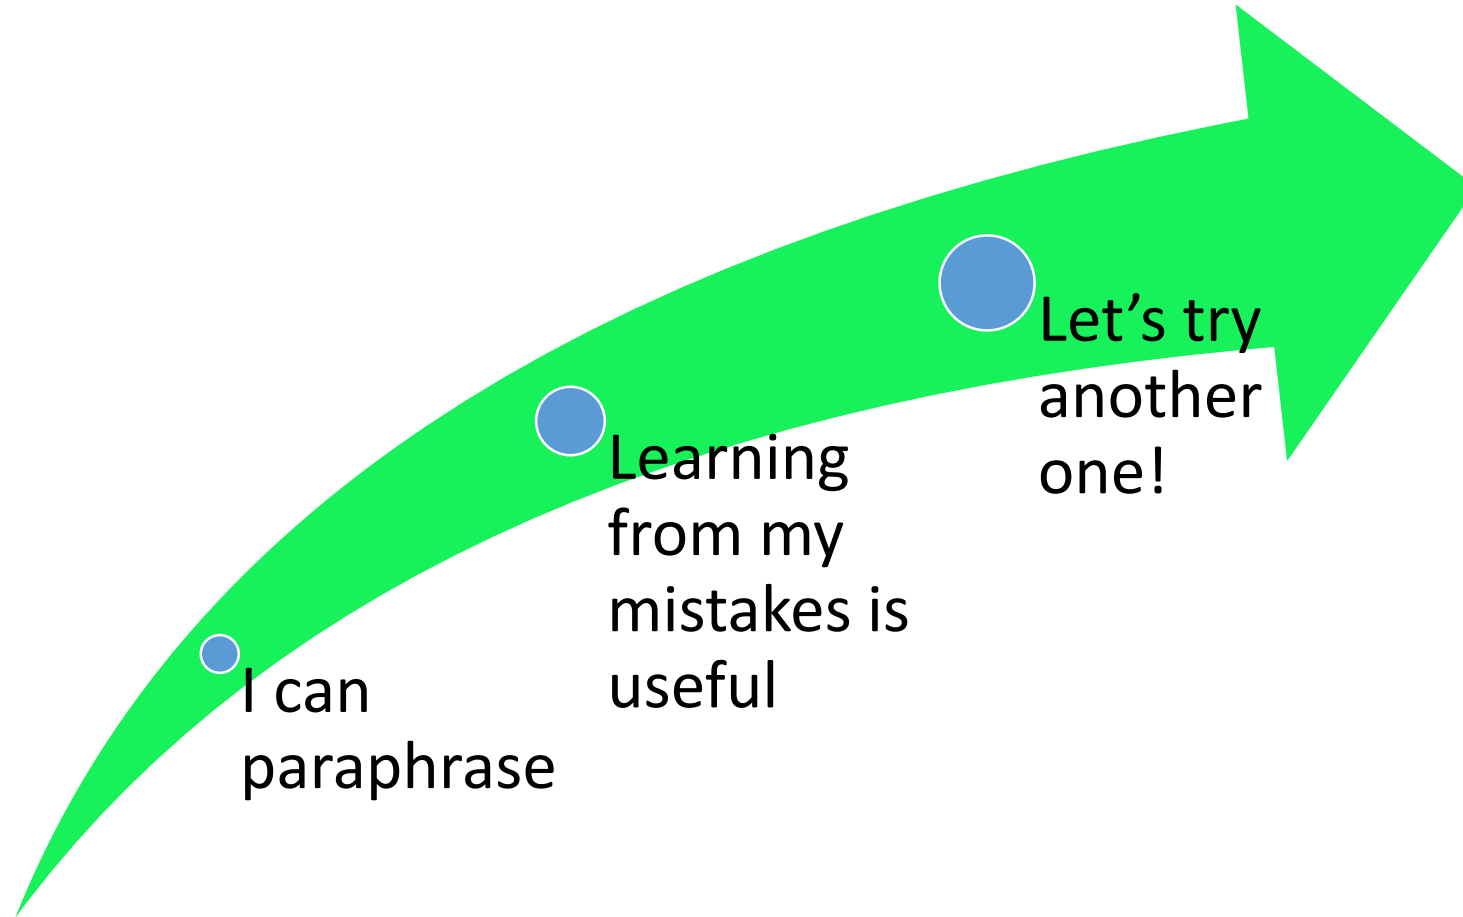 I can
paraphrase
Learning
from my
mistakes is
useful
Let’s try
another
one!